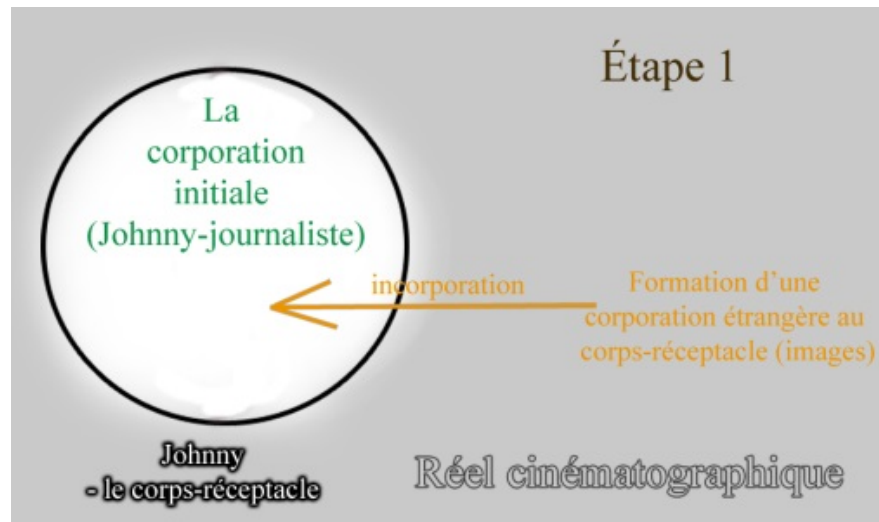 Étape 1
La
corporation
initiale
(Johnny-journaliste)
incorporation
Formation d’une
corporation étrangère au
corps-réceptacle (images)
Johnny
- le corps-réceptacle
Réel cinématographique